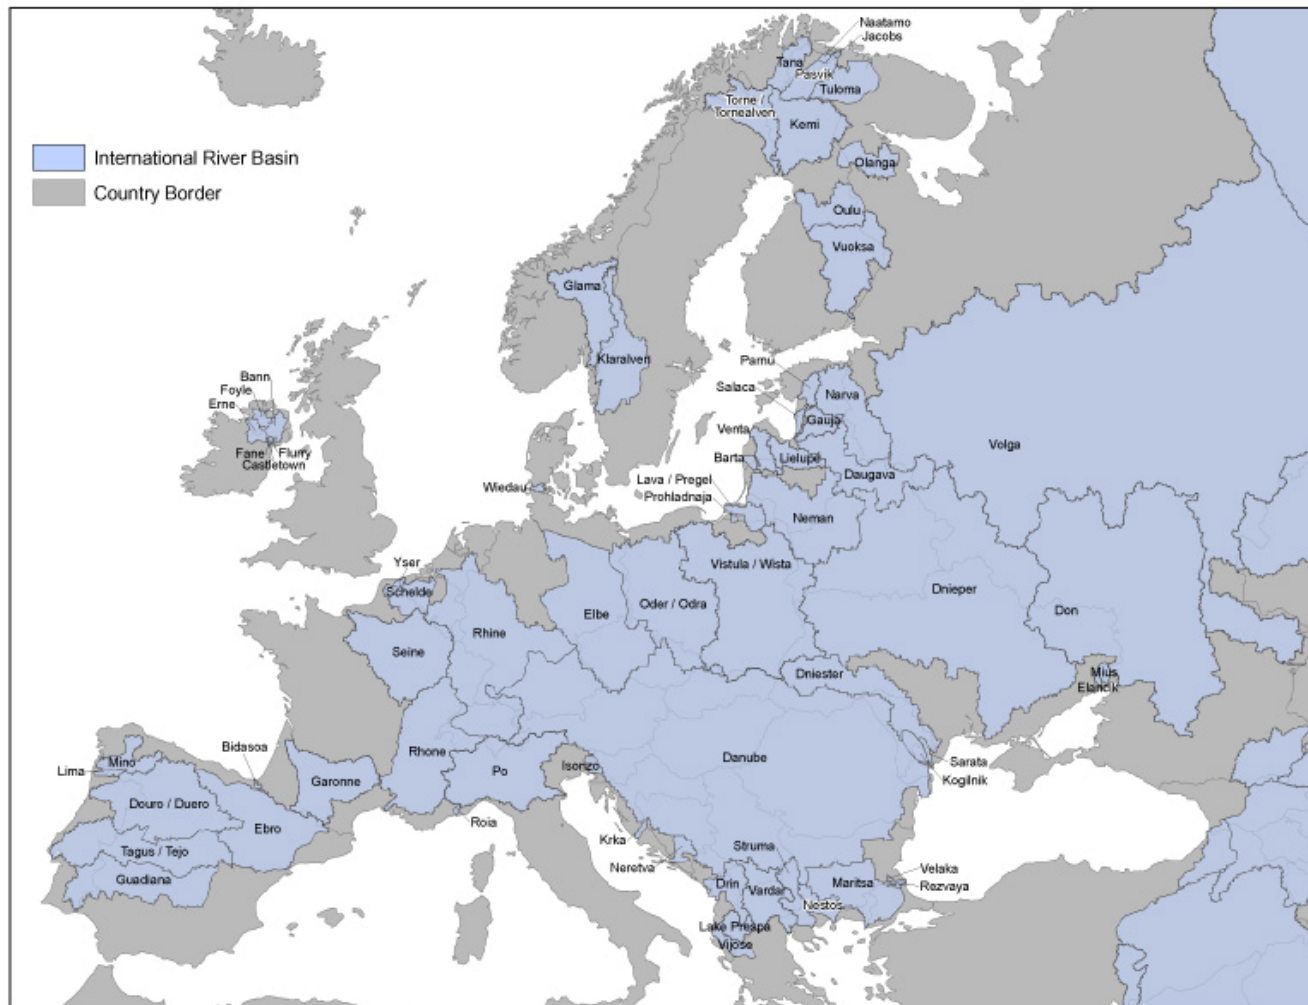 Naatamo
Jacobs
Tana
Pasvik
Tuloma
Torne /
Tornealven
Kemi
International River Basin
Country Border
Olanga
Oulu
Vuoksa
Glama
Klaralven
Parnu
Salaca
Narva
Gauja
Bann
Foyle
Erne
Venta
Volga
Fane
Flurry
Castletown
Barta
Lielupe
Daugava
Wiedau
Lava / Pregel
Prohladnaja
Neman
Yser
Schelde
Vistula / Wista
Elbe
Oder / Odra
Dnieper
Don
Rhine
Seine
Dniester
Mius
Elancik
Bidasoa
Lima
Mino
Rhone
Po
Isonzo
Danube
Sarata
Kogilnik
Garonne
Douro / Duero
Ebro
Roia
Krka
Tagus / Tejo
Struma
Neretva
Velaka
Rezvaya
Guadiana
Drin
Vardar
Maritsa
Nestos
Lake Prespa
Vijose